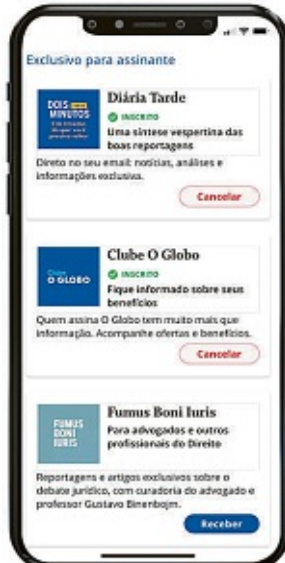 Exclusivo para assinante
DOIS
MINUTOS
Diária Tarde
INSCRITO
Uma síntese vespertina das
boas reportagens
Direto no seu email: notícias, análises e
informações exclusiva.
Cancelar
Clube
O GLOBO
Clube O Globo
INSCRITO
Fique informado sobre seus
benefícios
Quem assina O Globo tem muito mais que
informação. Acompanhe ofertas e benefícios.
Cancelar
FUMUS
BONI
IURIS
Fumus Boni Iuris
Para advogados e outros
profissionais do Direito
Reportagens e artigos exclusivos sobre o
debate jurídico, com curadoria do advogado e
professor Gustavo Binenbojm.
Receber